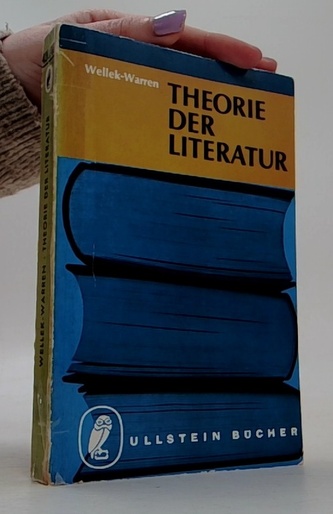 Wellek-Warren
THEORIE
DER
LITERATUR
ULLSTEIN BÜCHER
WELLEK-WARREN THEORIE DER LITERATUR